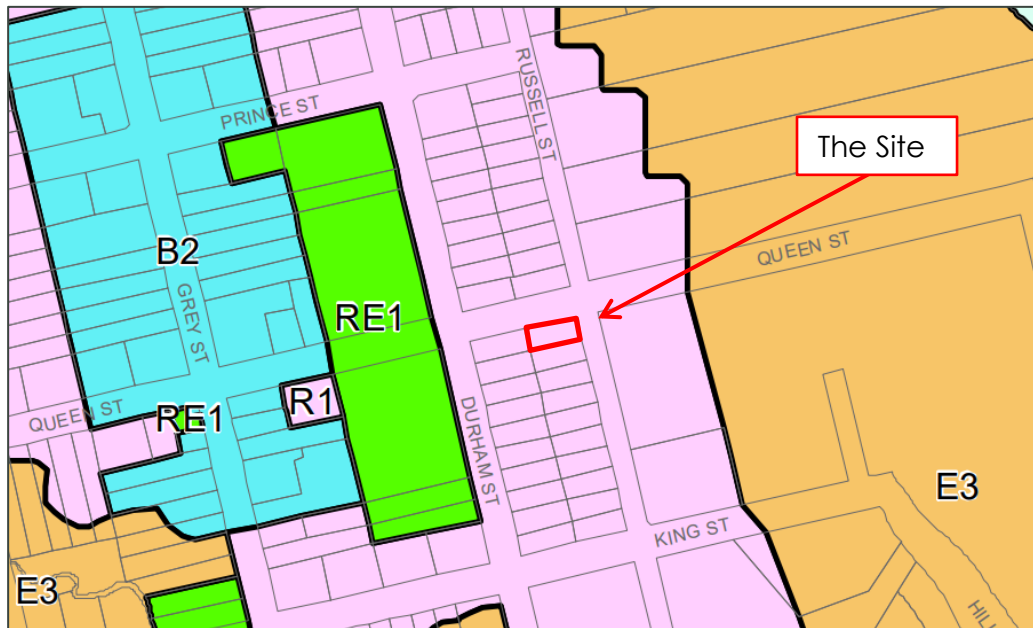 PRINCE ST
RUSSELL ST
The Site
B2
QUEEN ST
GREY ST
RE1
R1
QUEEN ST
RE1
DURHAM ST
E3
KING ST
E3